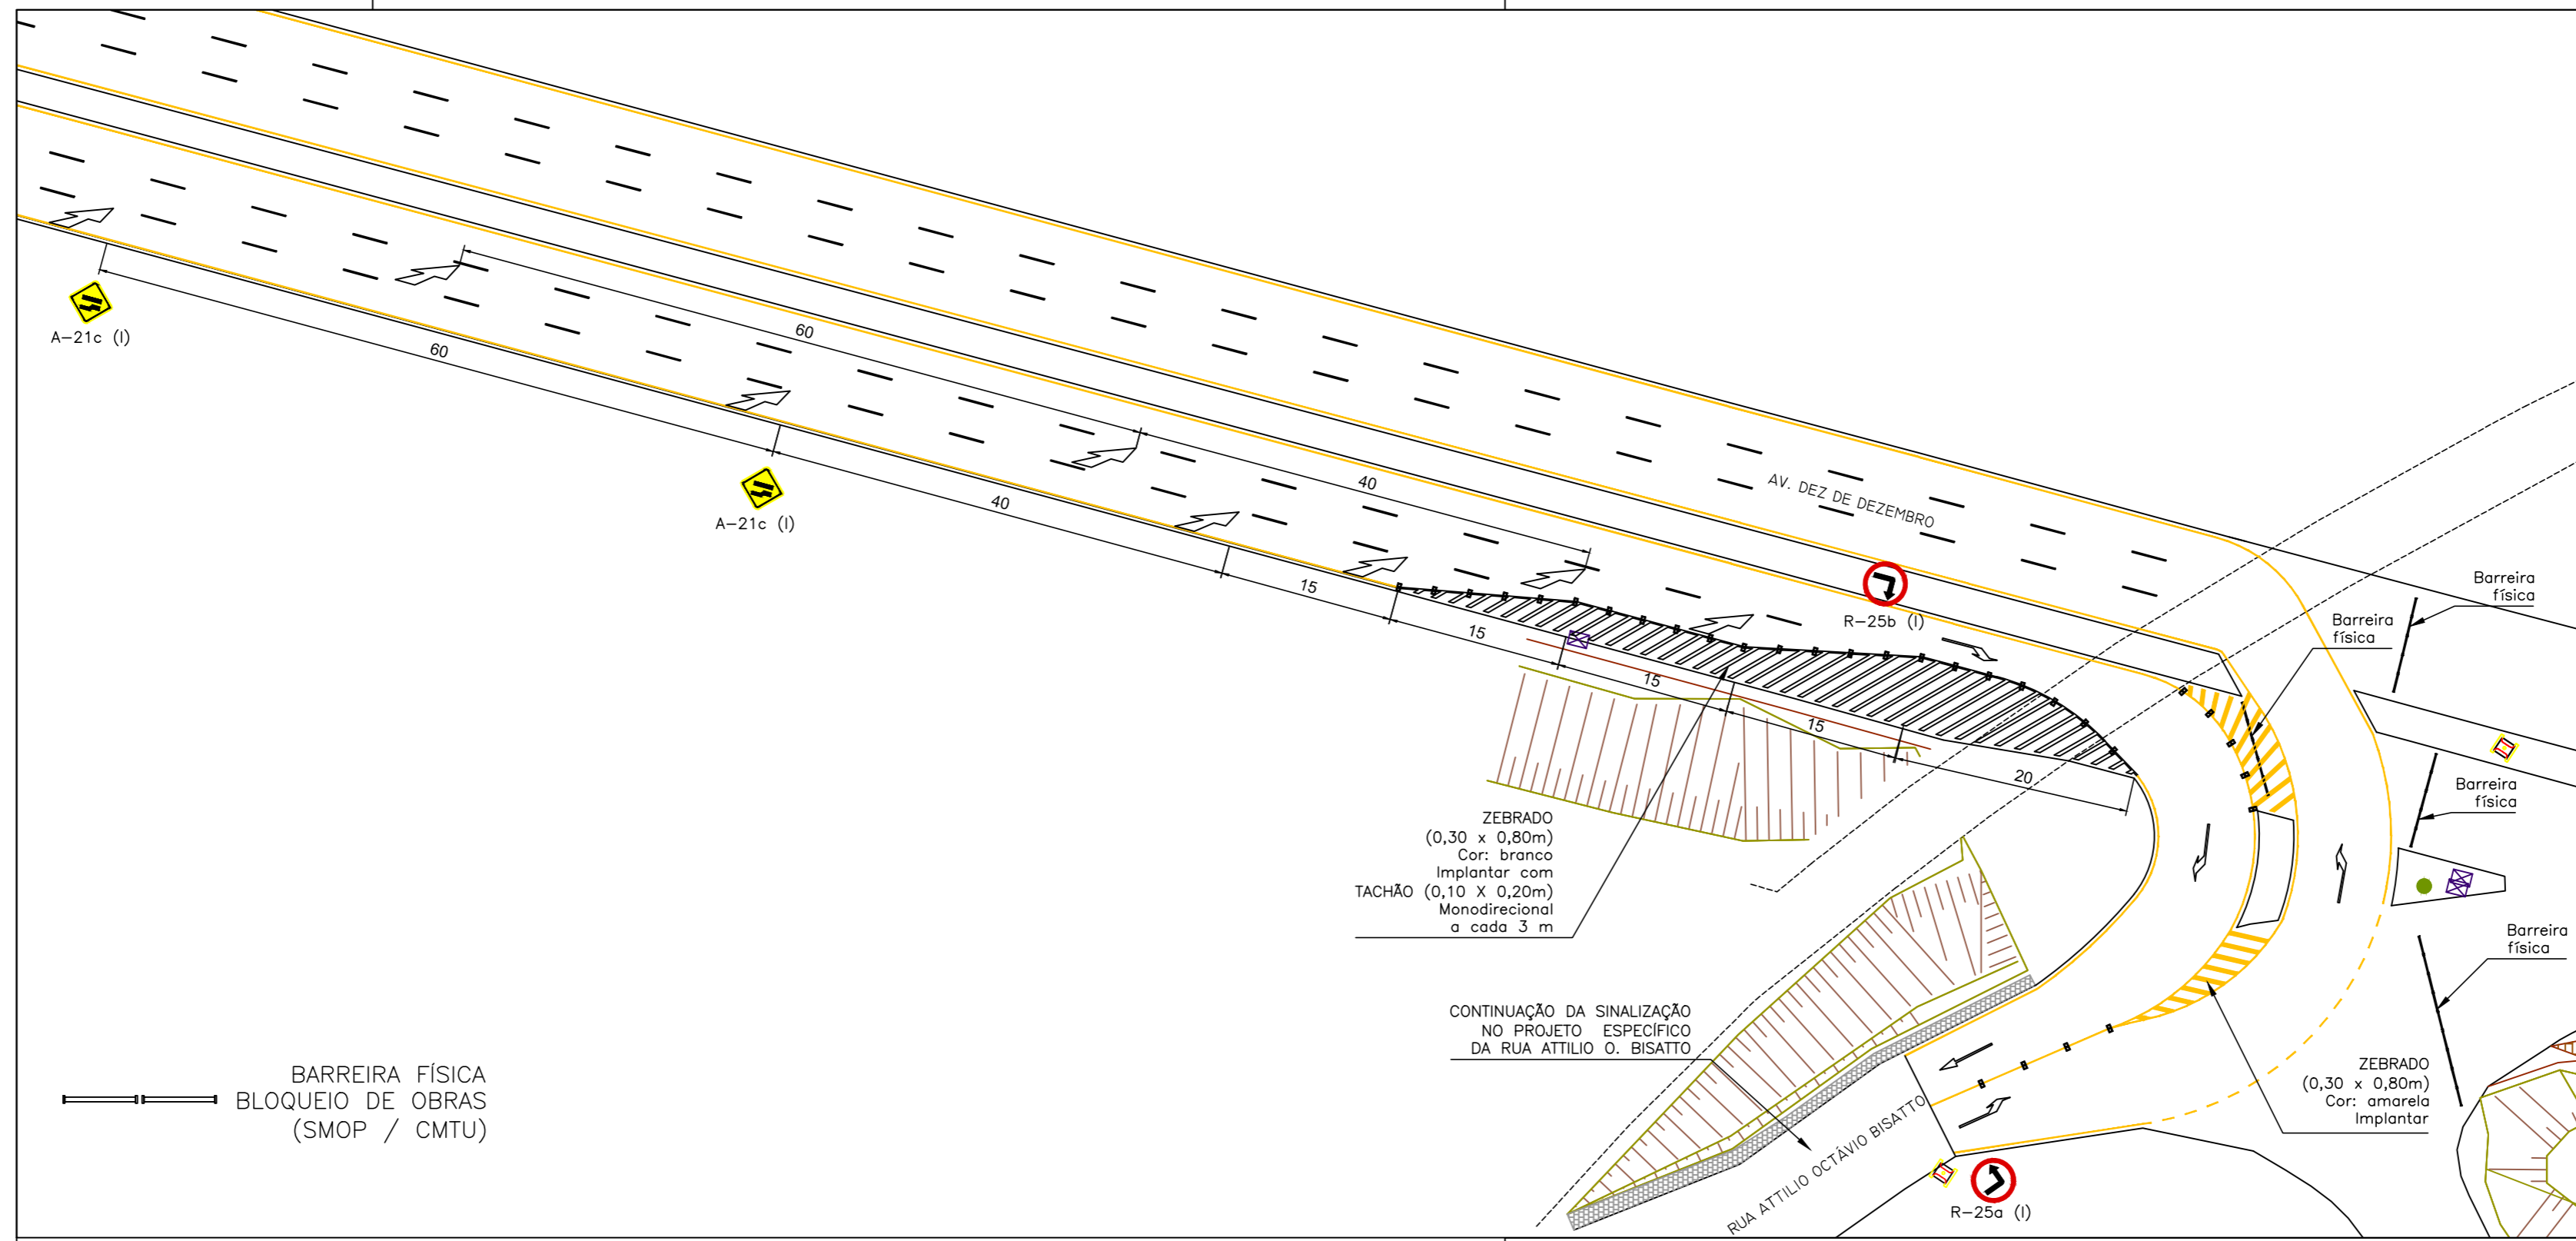 A-21c (I)
60
60
A-21c (I)
40
40
15
15
15
15
20
AV. DEZ DE DEZEMBRO
R-25b (I)
Barreira
física
Barreira
física
Barreira
física
Barreira
física
ZEBRADO
(0,30 x 0,80m)
Cor: branco
Implantar com
TACHÃO (0,10 X 0,20m)
Monodirecional
a cada 3 m
CONTINUAÇÃO DA SINALIZAÇÃO
NO PROJETO ESPECÍFICO
DA RUA ATTILIO O. BISATTO
RUA ATTILIO OCTÁVIO BISATTO
R-25a (I)
ZEBRADO
(0,30 x 0,80m)
Cor: amarela
Implantar
BARREIRA FÍSICA
BLOQUEIO DE OBRAS
(SMOP / CMTU)